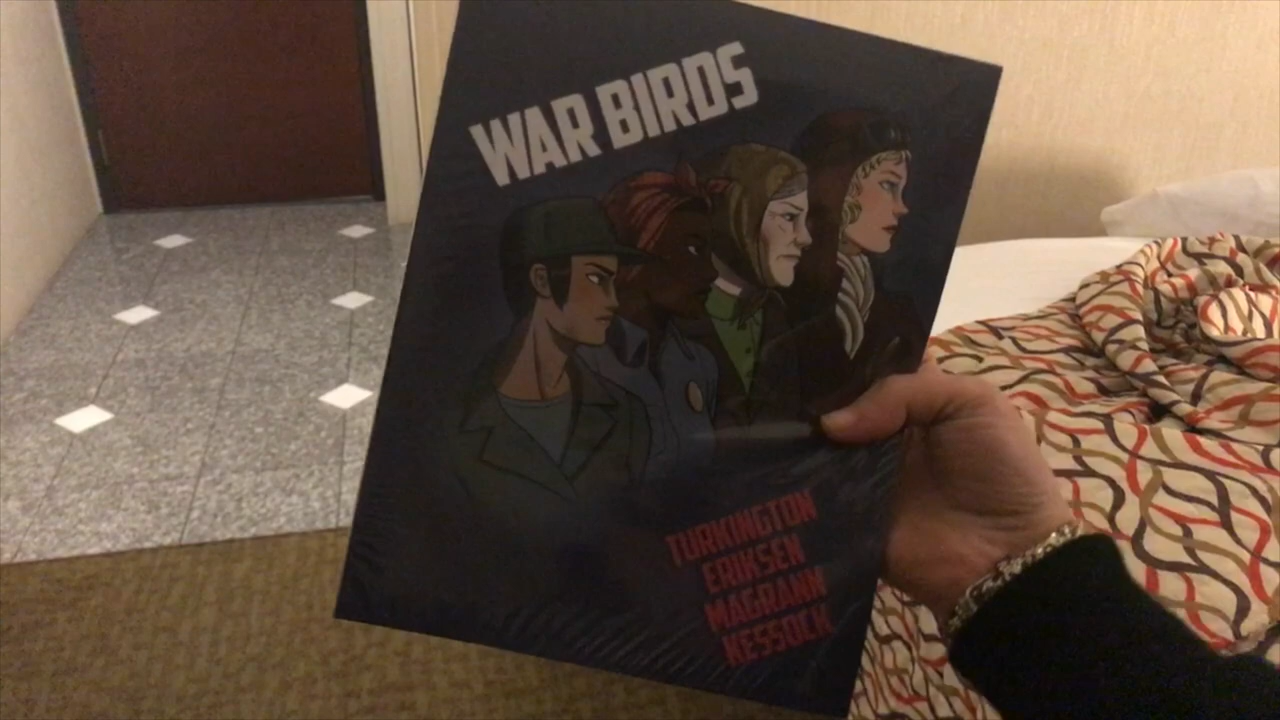 WAR BIRDS
TURKINGTON
ERIKSEN
MAGRANN
KESSOCK